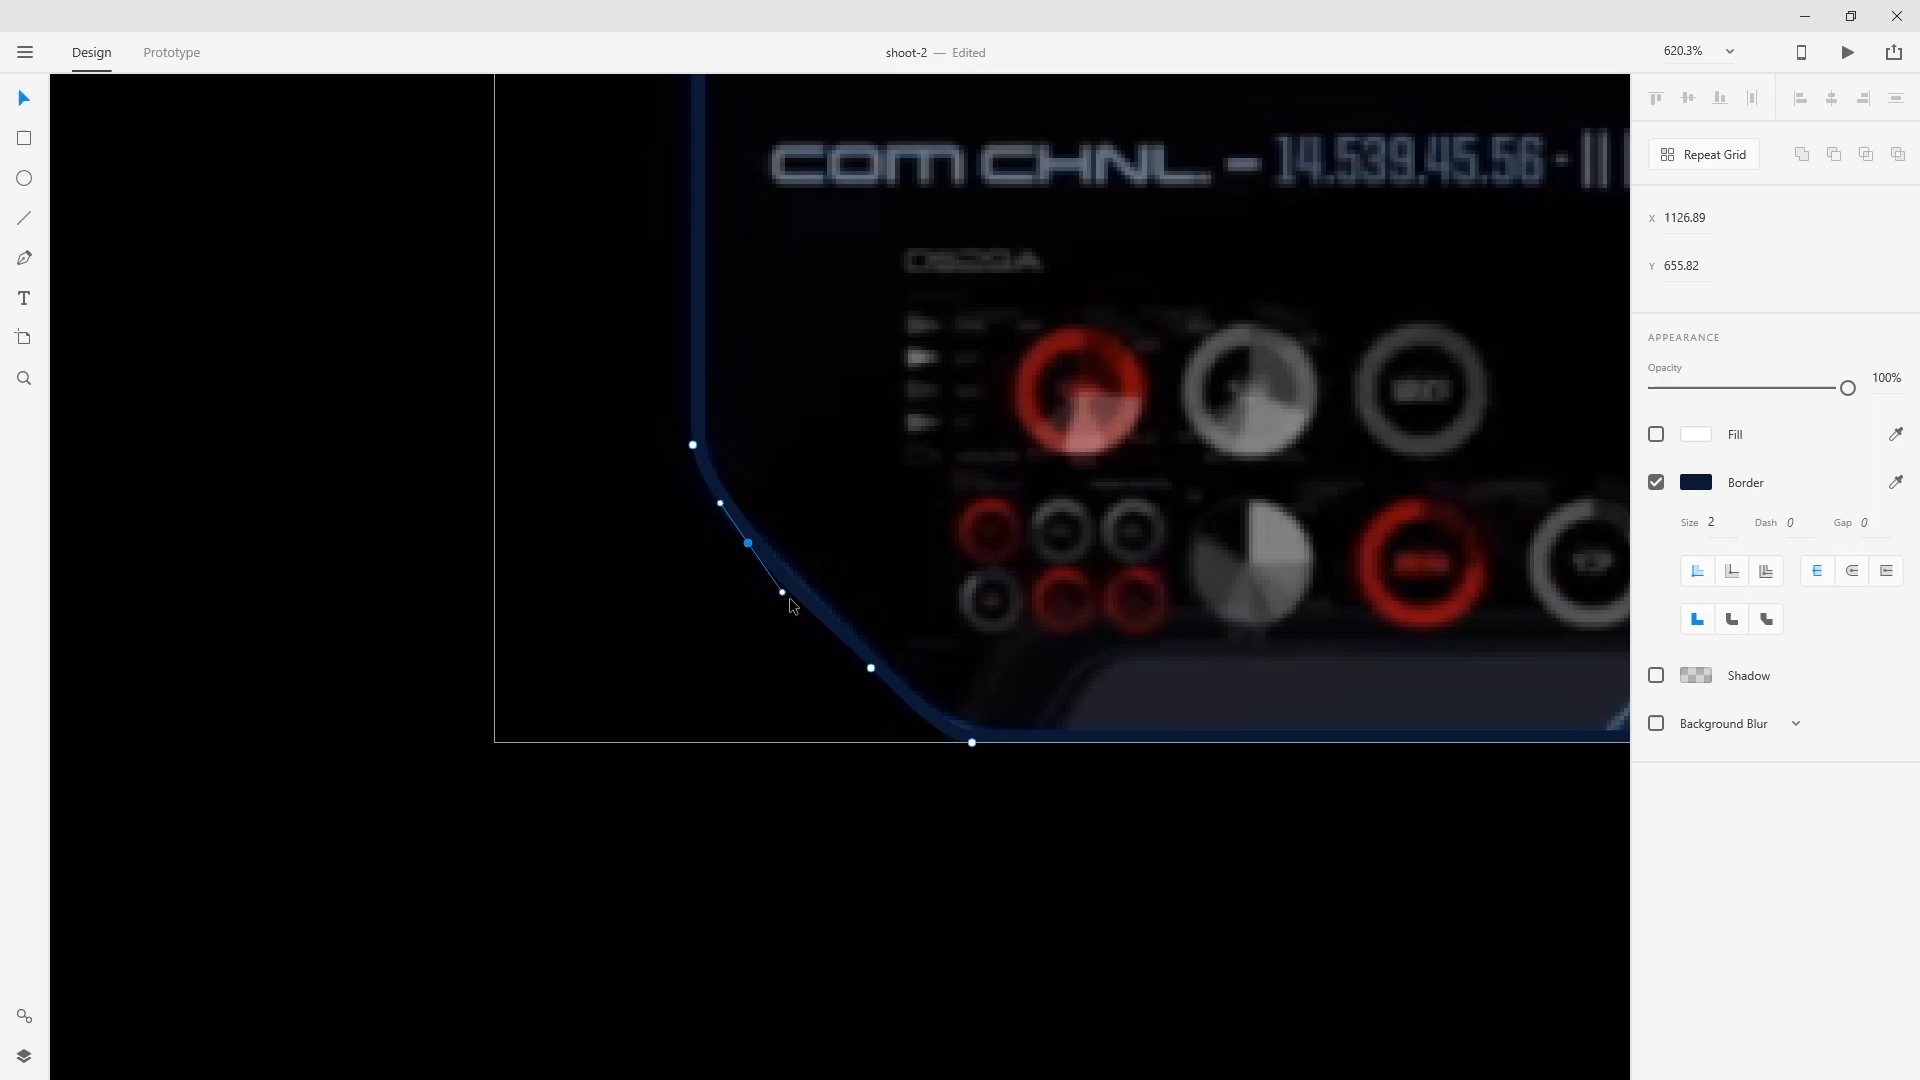 Design Prototype shoot-2 — Edited 620.3%
COM CHNL. - 14.539.45.56 - ||
Repeat Grid
X 1126.89
Y 655.82
APPEARANCE
Opacity
100%
Fill
Border
Size 2 Dash 0 Gap 0
Shadow
Background Blur